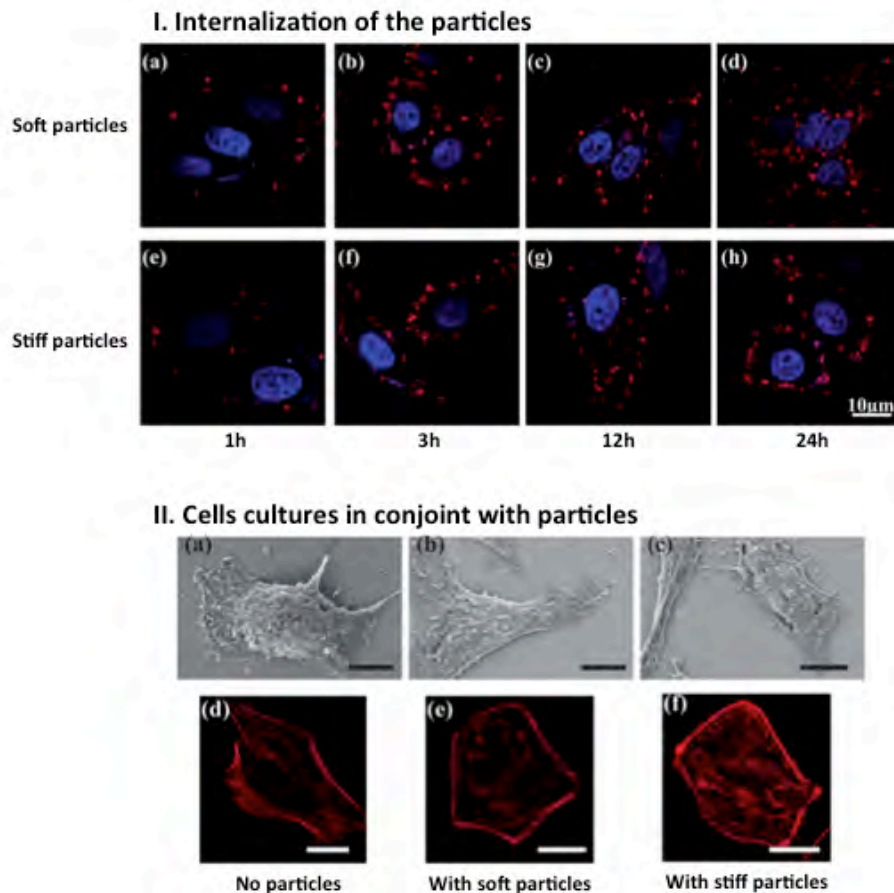 I. Internalization of the particles
(a) (b) (c) (d)
Soft particles
(e) (f) (g) (h)
Stiff particles
10µm
1h 3h 12h 24h
II. Cells cultures in conjoint with particles
(a) (b) (c)
(d) (e) (f)
No particles With soft particles With stiff particles